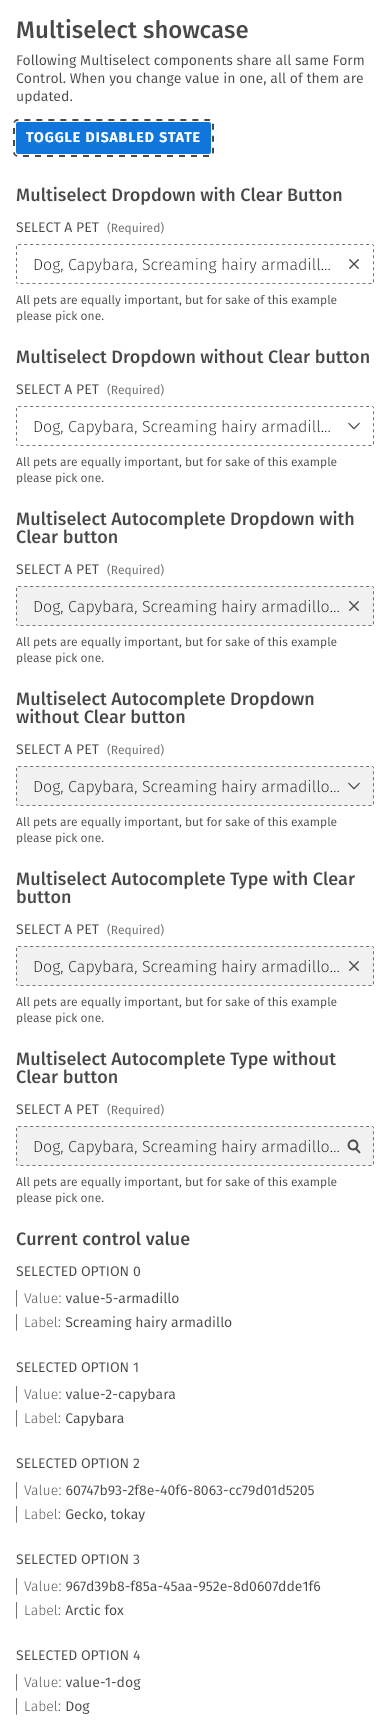 Multiselect showcase
Following Multiselect components share all same Form
Control. When you change value in one, all of them are
updated.
TOGGLE DISABLED STATE
Multiselect Dropdown with Clear Button
SELECT A PET (Required)
Dog, Capybara, Screaming hairy armadill...
All pets are equally important, but for sake of this example
please pick one.
Multiselect Dropdown without Clear button
SELECT A PET (Required)
Dog, Capybara, Screaming hairy armadill...
All pets are equally important, but for sake of this example
please pick one.
Multiselect Autocomplete Dropdown with
Clear button
SELECT A PET (Required)
Dog, Capybara, Screaming hairy armadillo...
All pets are equally important, but for sake of this example
please pick one.
Multiselect Autocomplete Dropdown
without Clear button
SELECT A PET (Required)
Dog, Capybara, Screaming hairy armadillo...
All pets are equally important, but for sake of this example
please pick one.
Multiselect Autocomplete Type with Clear
button
SELECT A PET (Required)
Dog, Capybara, Screaming hairy armadillo...
All pets are equally important, but for sake of this example
please pick one.
Multiselect Autocomplete Type without
Clear button
SELECT A PET (Required)
Dog, Capybara, Screaming hairy armadillo...
All pets are equally important, but for sake of this example
please pick one.
Current control value
SELECTED OPTION 0
Value: value-5-armadillo
Label: Screaming hairy armadillo
SELECTED OPTION 1
Value: value-2-capybara
Label: Capybara
SELECTED OPTION 2
Value: 60747b93-2f8e-40f6-8063-cc79d01d5205
Label: Gecko, tokay
SELECTED OPTION 3
Value: 967d39b8-f85a-45aa-952e-8d0607dde1f6
Label: Arctic fox
SELECTED OPTION 4
Value: value-1-dog
Label: Dog